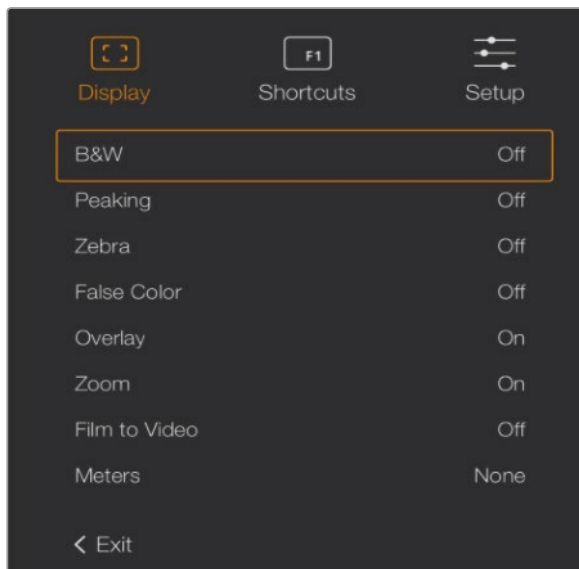 F1
Display Shortcuts Setup
B&W Off
Peaking Off
Zebra Off
False Color Off
Overlay On
Zoom On
Film to Video Off
Meters None
Exit